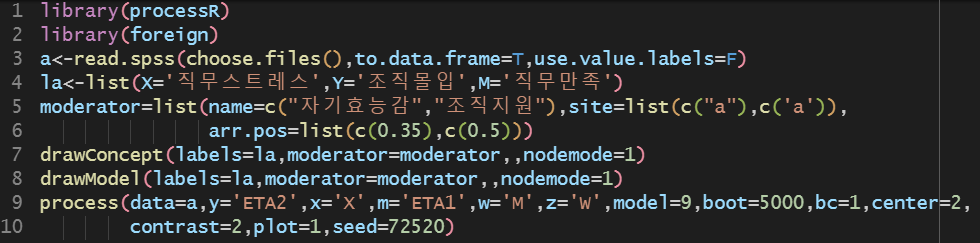 1 library(processR)
2 library(foreign)
3 a<-read.spss(choose.files(),to.data.frame=T,use.value.labels=F)
4 la<-list(X='직무스트레스',Y='조직몰입',M='직무만족')
5 moderator=list(name=c("자기효능감","조직지원"),site=list(c("a"),c('a')),
6 arr.pos=list(c(0.35),c(0.5)))
7 drawConcept(labels=la,moderator=moderator,,nodemode=1)
8 drawModel(labels=la,moderator=moderator,,nodemode=1)
9 process(data=a,y='ETA2',x='X',m='ETA1',w='M',z='W',model=9,boot=5000,bc=1,center=2,
10 contrast=2,plot=1,seed=72520)